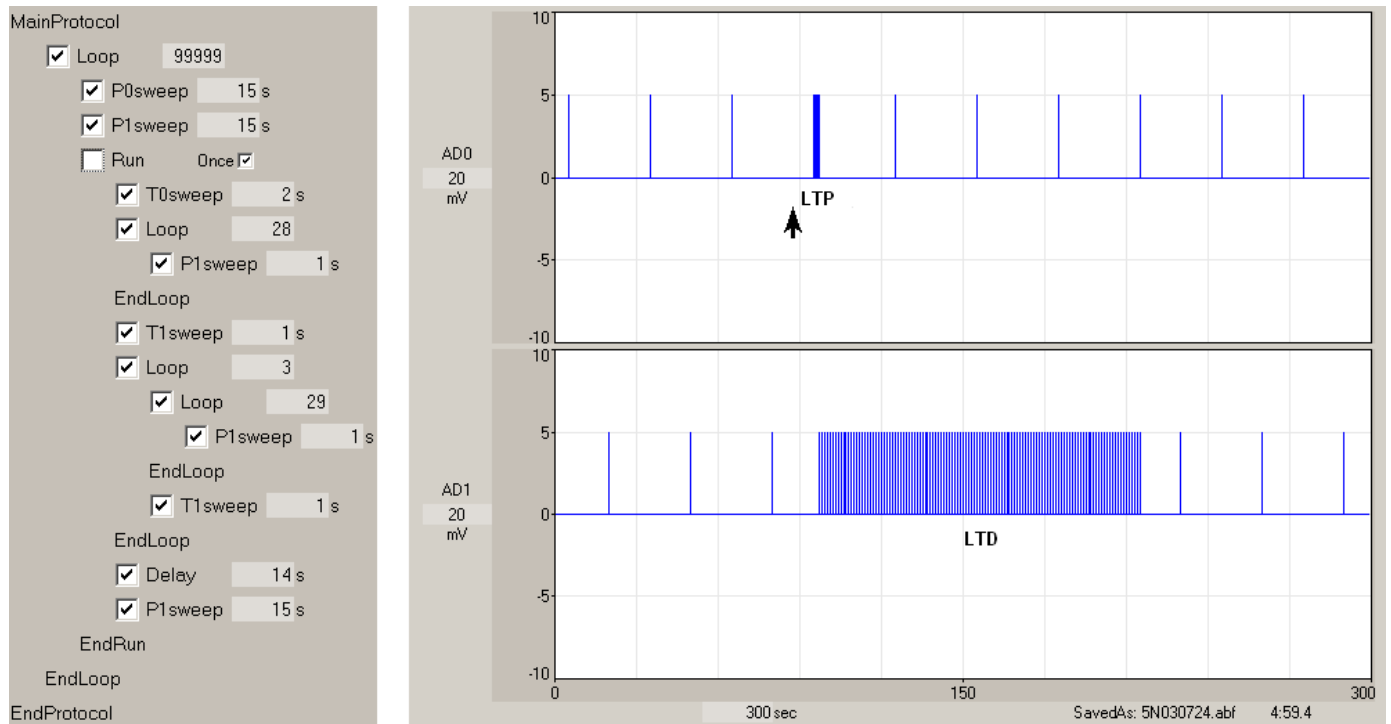 MainProtocol
Loop 99999
P0sweep 15 s
P1sweep 15 s
Run Once
T0sweep 2 s
Loop 28
P1sweep 1 s
EndLoop
T1sweep 1 s
Loop 3
Loop 29
P1sweep 1 s
EndLoop
T1sweep 1 s
EndLoop
Delay 14 s
P1sweep 15 s
EndRun
EndLoop
EndProtocol
10
5
AD0
20
mV
0
LTP
-5
-10
10
5
AD1
20
mV
0
LTD
-5
-10
0 150 300
300 sec SavedAs: 5N030724.abf 4:59.4